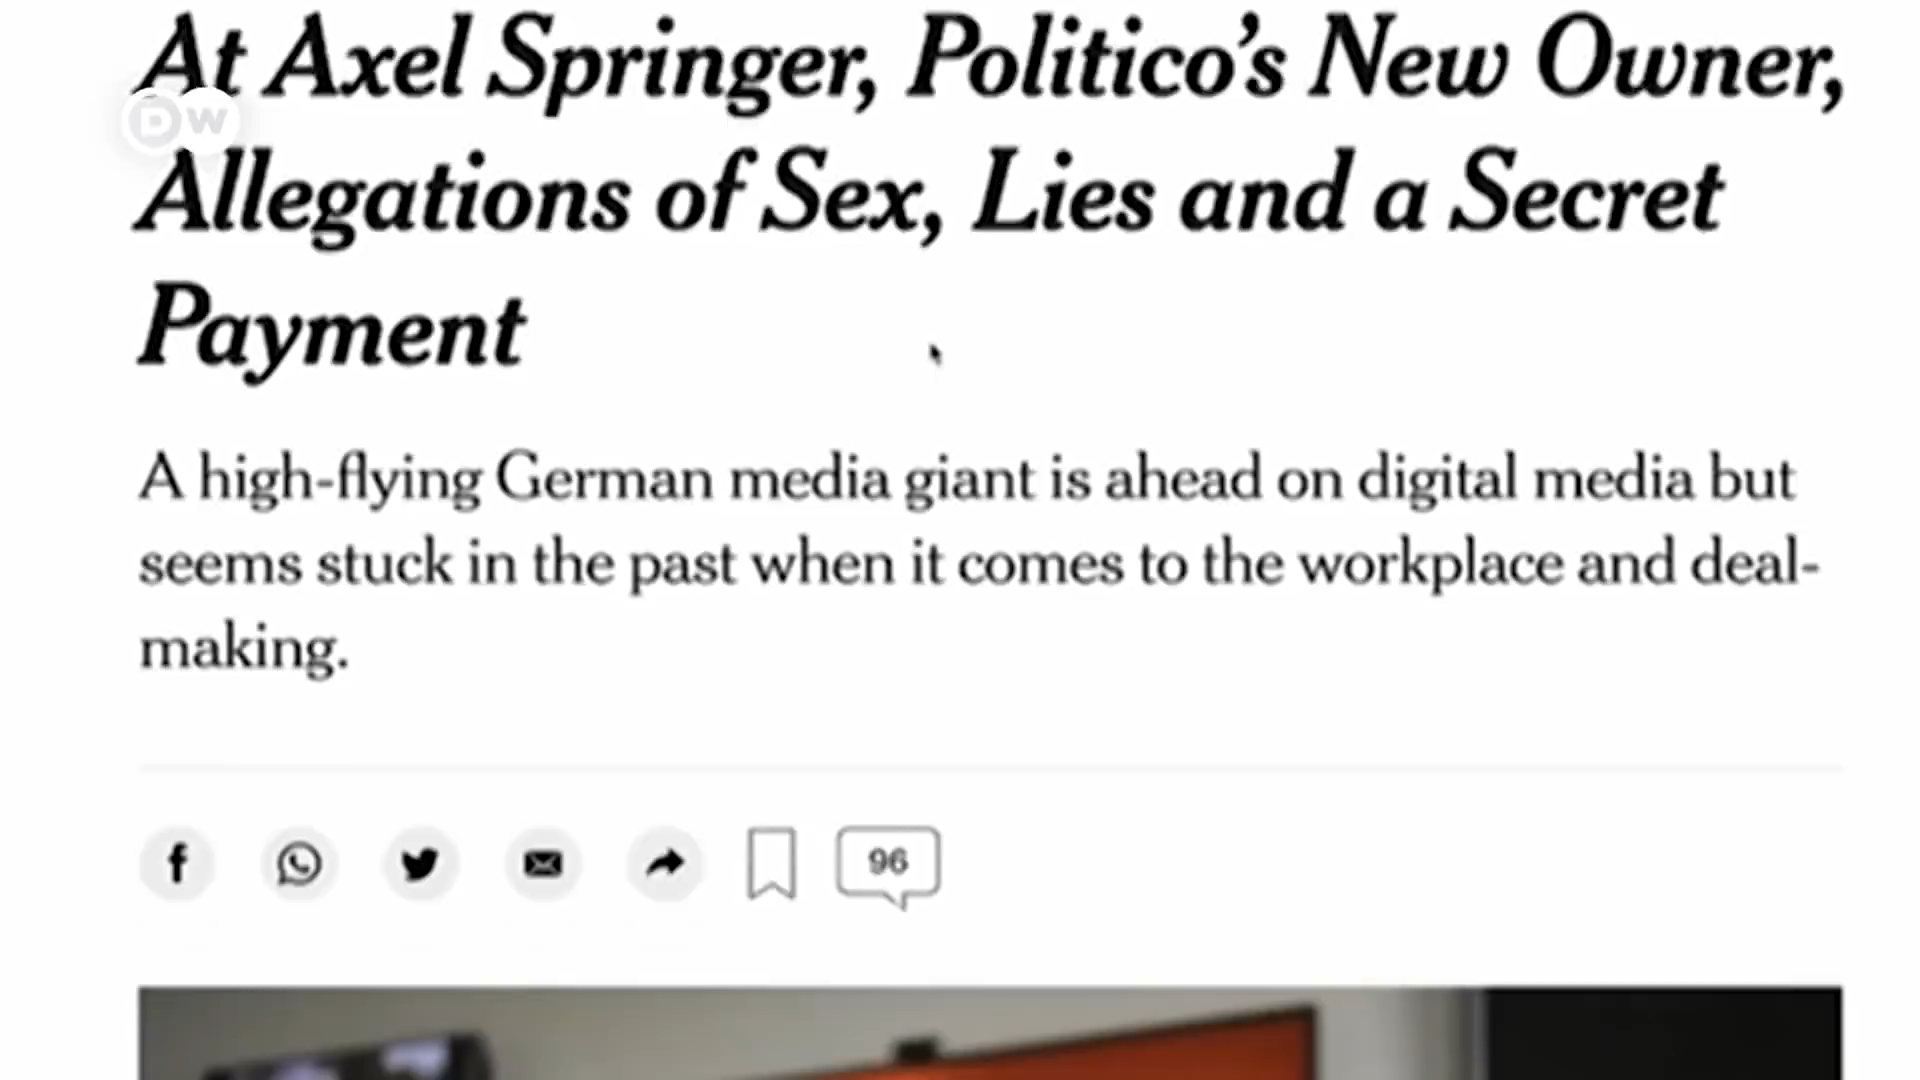 At Axel Springer, Politico’s New Owner,
DW
Allegations of Sex, Lies and a Secret
Payment
A high-flying German media giant is ahead on digital media but
seems stuck in the past when it comes to the workplace and deal-
making.
96